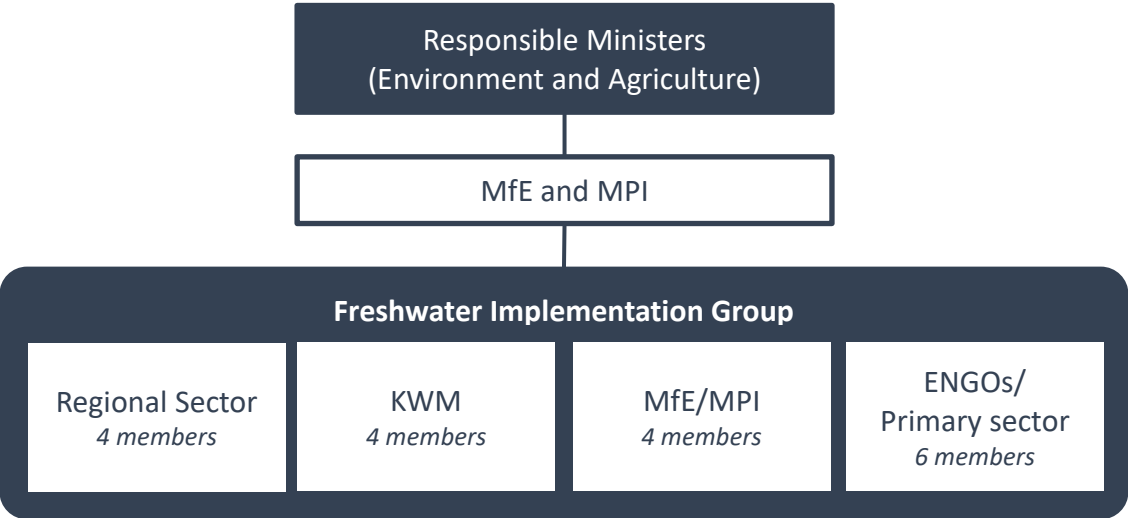 Responsible Ministers
(Environment and Agriculture)
MfE and MPI
Freshwater Implementation Group
Regional Sector
4 members
KWM
4 members
MfE/MPI
4 members
ENGOs/
Primary sector
6 members